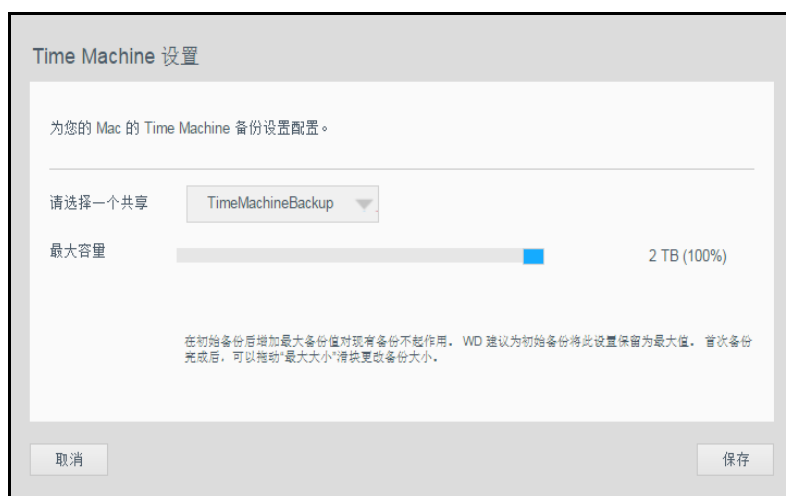 Time Machine 设置
为您的 Mac 的 Time Machine 备份设置配置。
请选择一个共享 TimeMachineBackup
最大容量 2 TB (100%)
在初始备份后增加最大备份值对现有备份不起作用。 WD 建议为初始备份将此设置保留为最大值。 首次备份
完成后，可以拖动“最大大小”滑块更改备份大小。
取消 保存